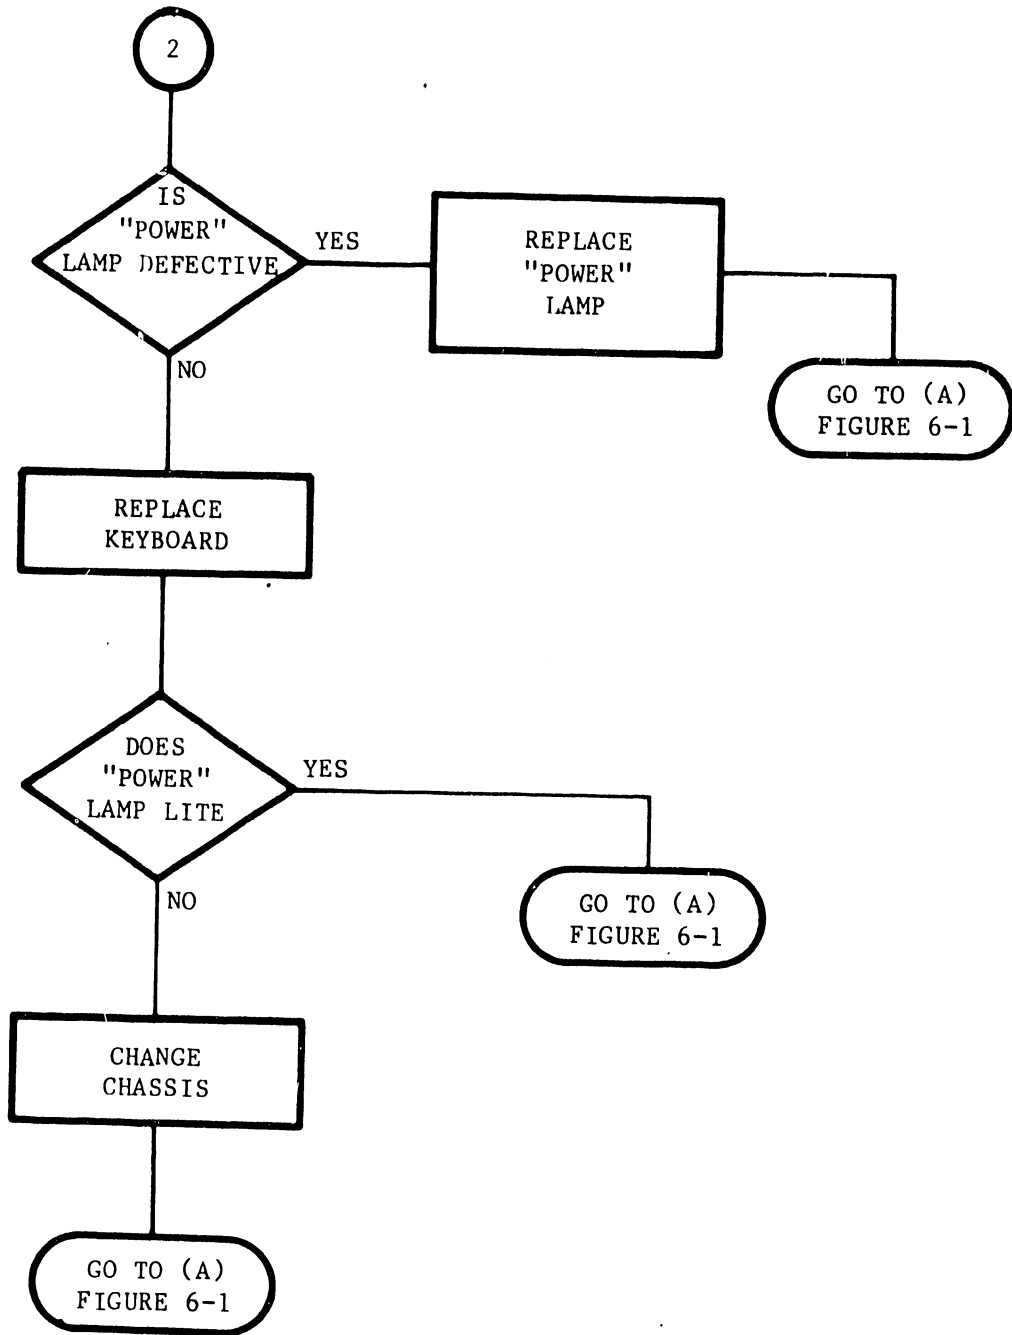 2
IS
"POWER"
LAMP DEFECTIVE
YES
REPLACE
"POWER"
LAMP
GO TO (A)
FIGURE 6-1
NO
REPLACE
KEYBOARD
DOES
"POWER"
LAMP LITE
YES
GO TO (A)
FIGURE 6-1
NO
CHANGE
CHASSIS
GO TO (A)
FIGURE 6-1